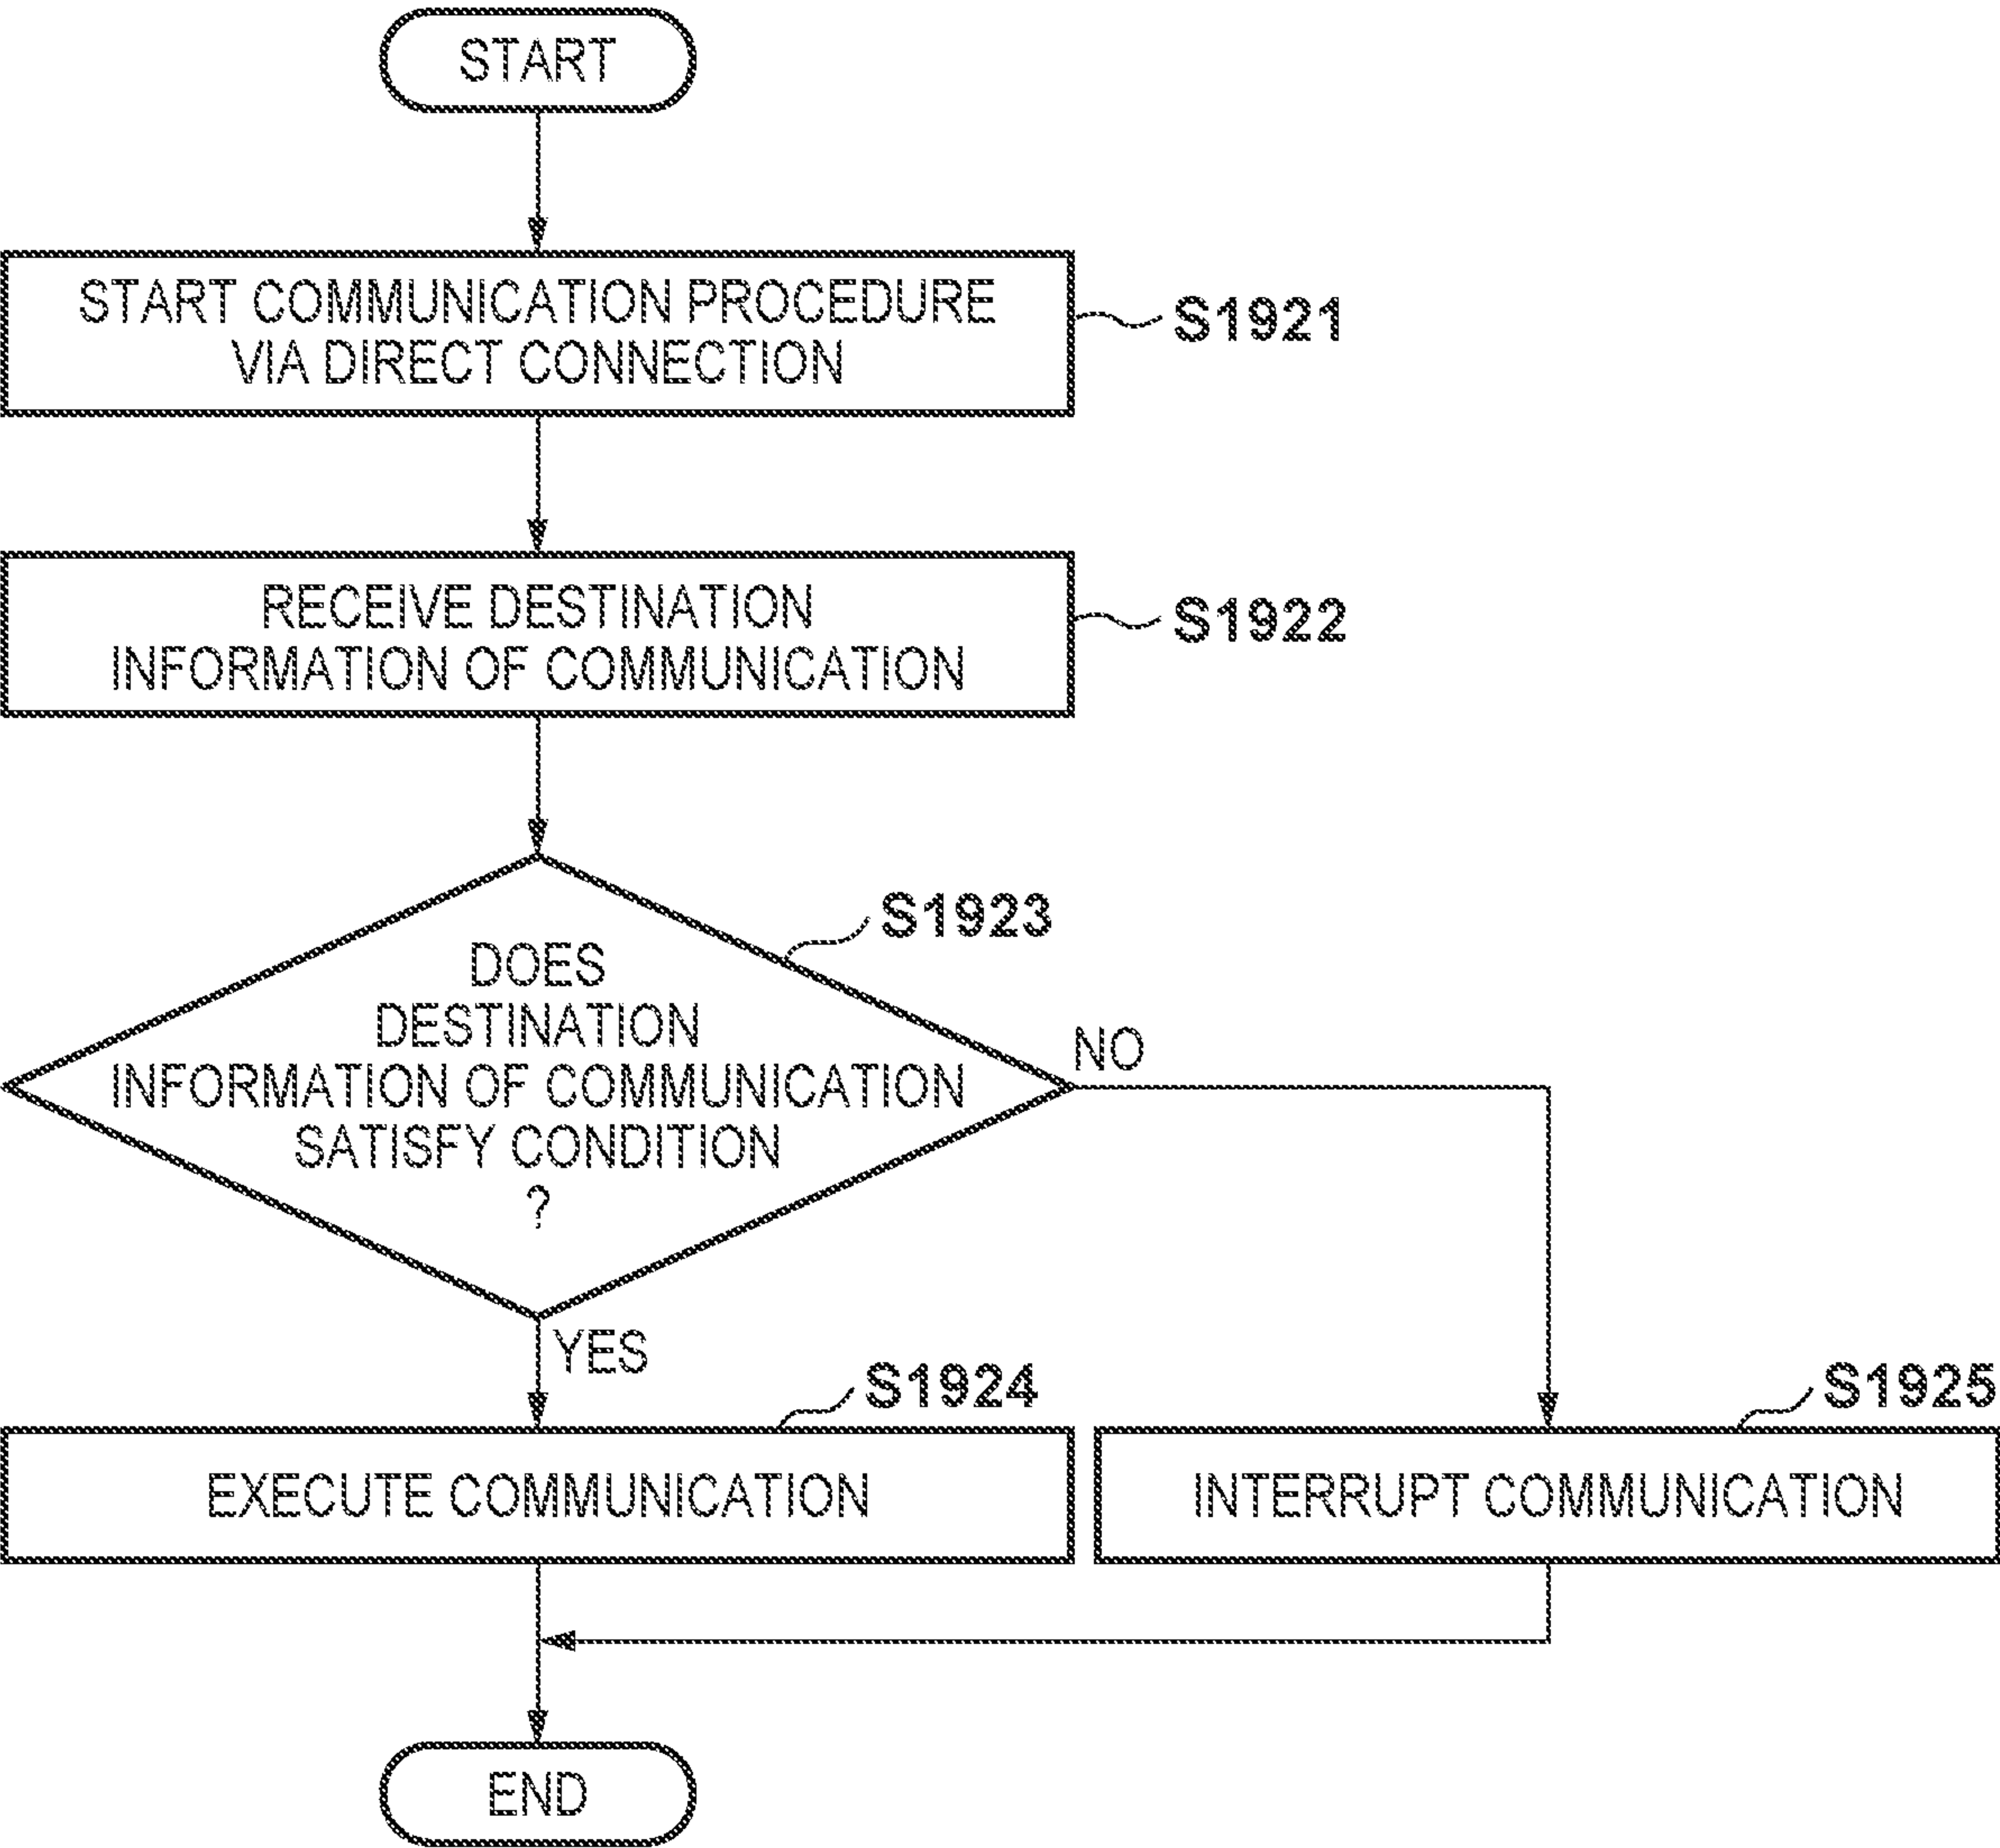 START
START COMMUNICATION PROCEDURE
VIA DIRECT CONNECTION
S1921
RECEIVE DESTINATION
INFORMATION OF COMMUNICATION
S1922
S1923
DOES
DESTINATION
INFORMATION OF COMMUNICATION
SATISFY CONDITION
?
NO
YES
S1924
EXECUTE COMMUNICATION
S1925
INTERRUPT COMMUNICATION
END